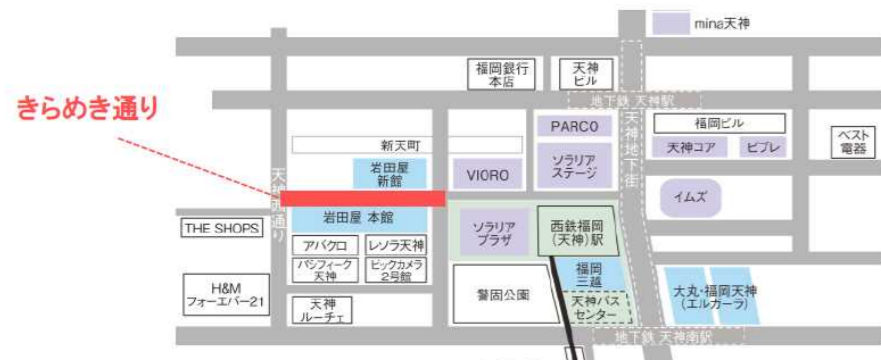 mina天神
福岡銀行
本店
天神
ビル
地下鉄 天神駅
きらめき通り
PARCO
福岡ビル
ベスト
電器
新天町
天神コア
ビブレ
岩田屋
新館
VIORO
ソラリア
ステージ
天神地下街
イムズ
天神西通り
THE SHOPS
岩田屋 本館
ソラリア
プラザ
西鉄福岡
(天神)駅
アバクロ
レソラ天神
パシフィーク
天神
ビックカメラ
2号館
H&M
フォーエバー21
警固公園
福岡
三越
大丸・福岡天神
(エルガーラ)
天神
ルーチェ
天神バス
センター
地下鉄 天神南駅